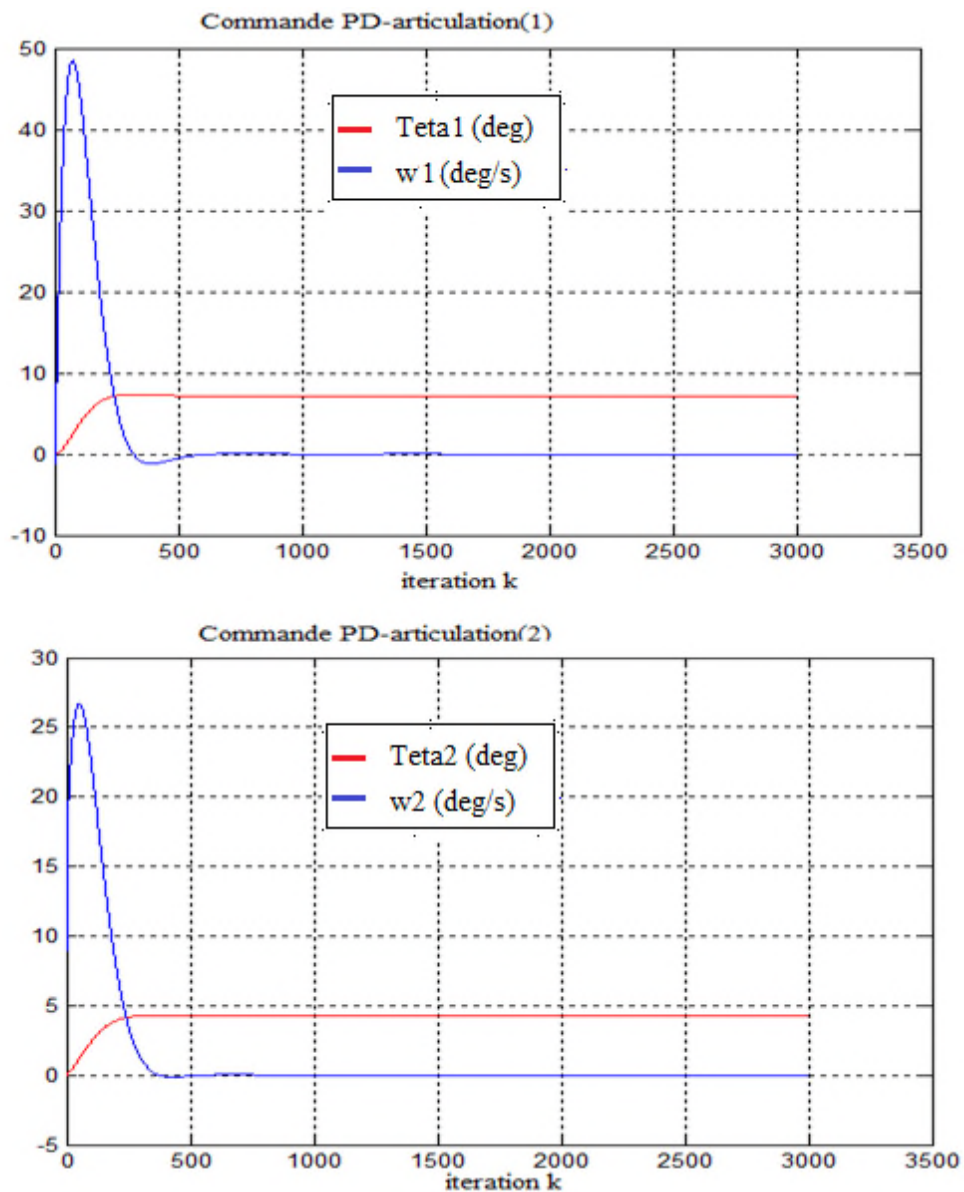 Commande PD-articulation(1)
50
40
30
20
10
0
-10
Teta1 (deg)
w1(deg/s)
0 500 1000 1500 2000 2500 3000 3500
iteration k
Commande PD-articulation(2)
30
25
20
15
10
5
0
-5
Teta2 (deg)
w2 (deg/s)
0 500 1000 1500 2000 2500 3000 3500
iteration k